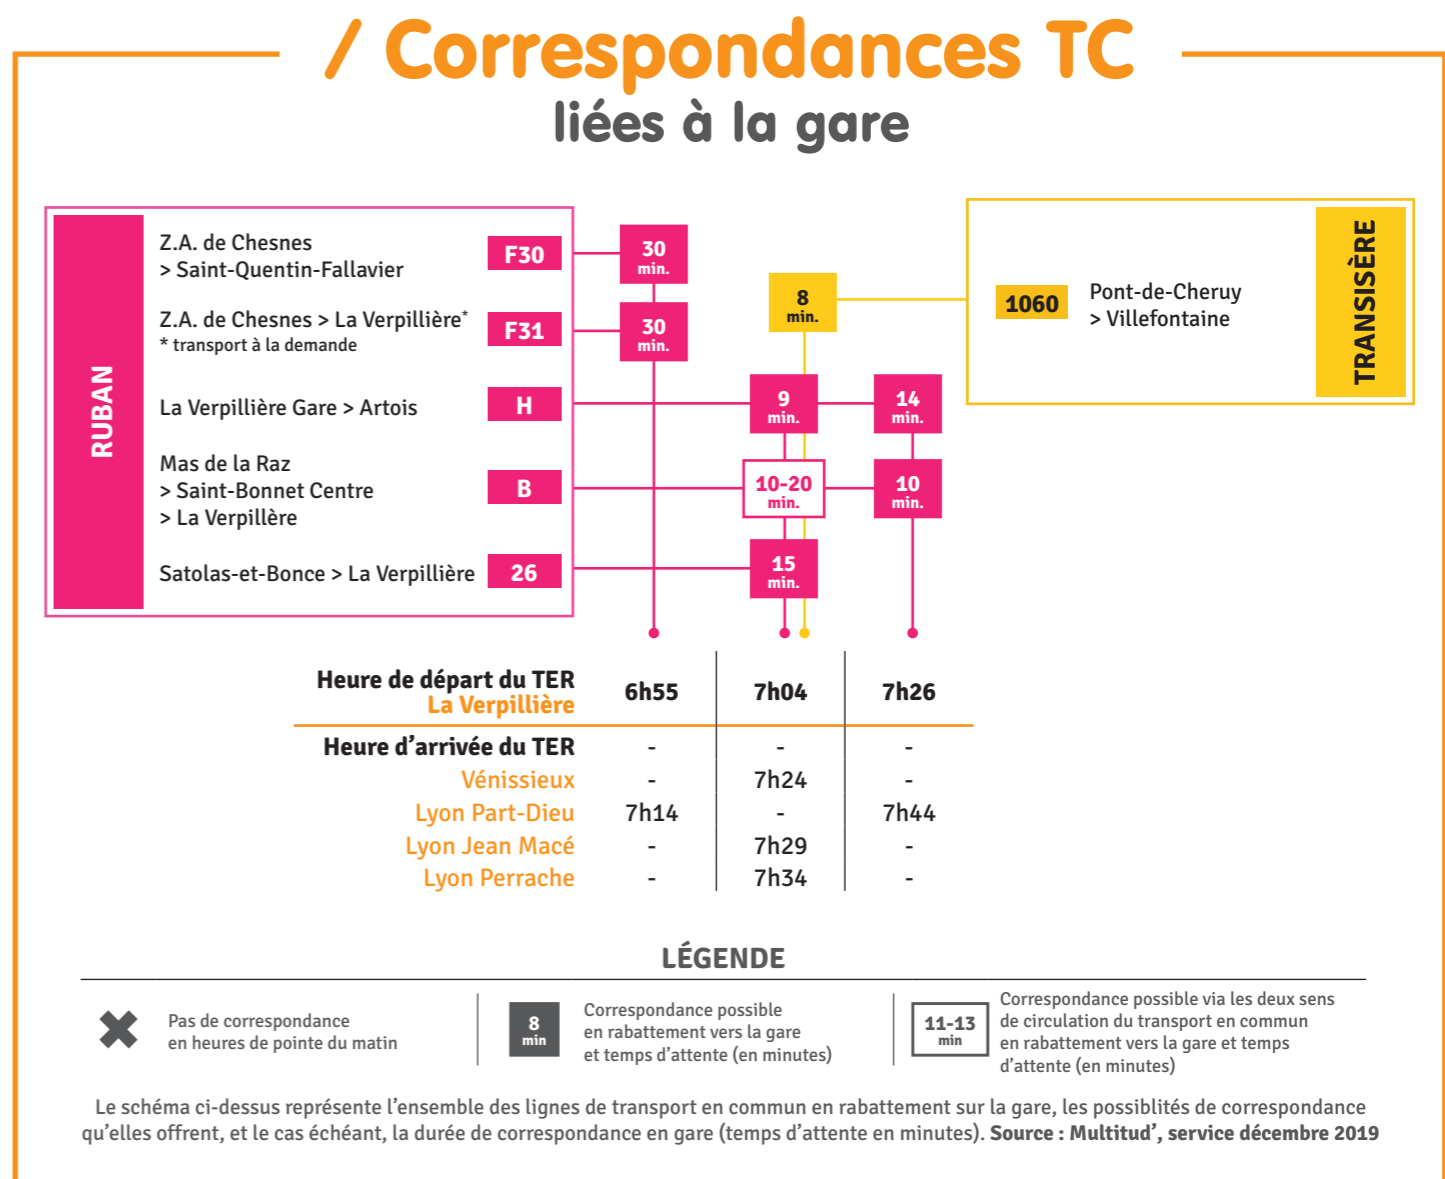 / Correspondances TC
liées à la gare
RUBAN
Z.A. de Chesnes
> Saint-Quentin-Fallavier
F30
30
min.
Z.A. de Chesnes > La Verpillière*
* transport à la demande
F31
30
min.
La Verpillière Gare > Artois
H
9
min.
14
min.
Mas de la Raz
> Saint-Bonnet Centre
> La Verpillère
B
10-20
min.
10
min.
Satolas-et-Bonce > La Verpillière
26
15
min.
8
min.
1060
Pont-de-Cheruy
> Villefontaine
TRANSISÈRE
Heure de départ du TER
La Verpillière
6h55
7h04
7h26
Heure d'arrivée du TER - - -
Vénissieux - 7h24 -
Lyon Part-Dieu 7h14 - 7h44
Lyon Jean Macé - 7h29 -
Lyon Perrache - 7h34 -
LÉGENDE
Pas de correspondance
en heures de pointe du matin
8
min
Correspondance possible
en rabattement vers la gare
et temps d'attente (en minutes)
11-13
min
Correspondance possible via les deux sens
de circulation du transport en commun
en rabattement vers la gare et temps
d'attente (en minutes)
Le schéma ci-dessus représente l'ensemble des lignes de transport en commun en rabattement sur la gare, les possiblités de correspondance
qu'elles offrent, et le cas échéant, la durée de correspondance en gare (temps d'attente en minutes). Source : Multitud', service décembre 2019